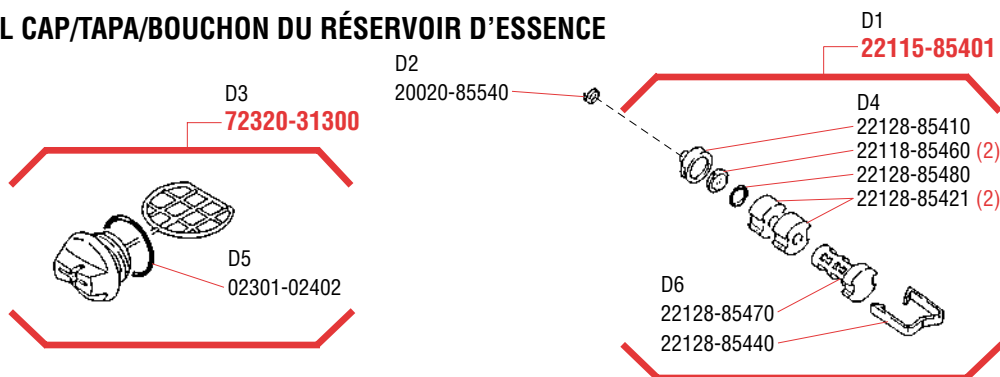 L CAP/TAPA/BOUCHON DU RÉSERVOIR D’ESSENCE
D3
72320-31300
D5
02301-02402
D2
20020-85540
D1
22115-85401
D4
22128-85410
22118-85460 (2)
22128-85480
22128-85421 (2)
D6
22128-85470
22128-85440